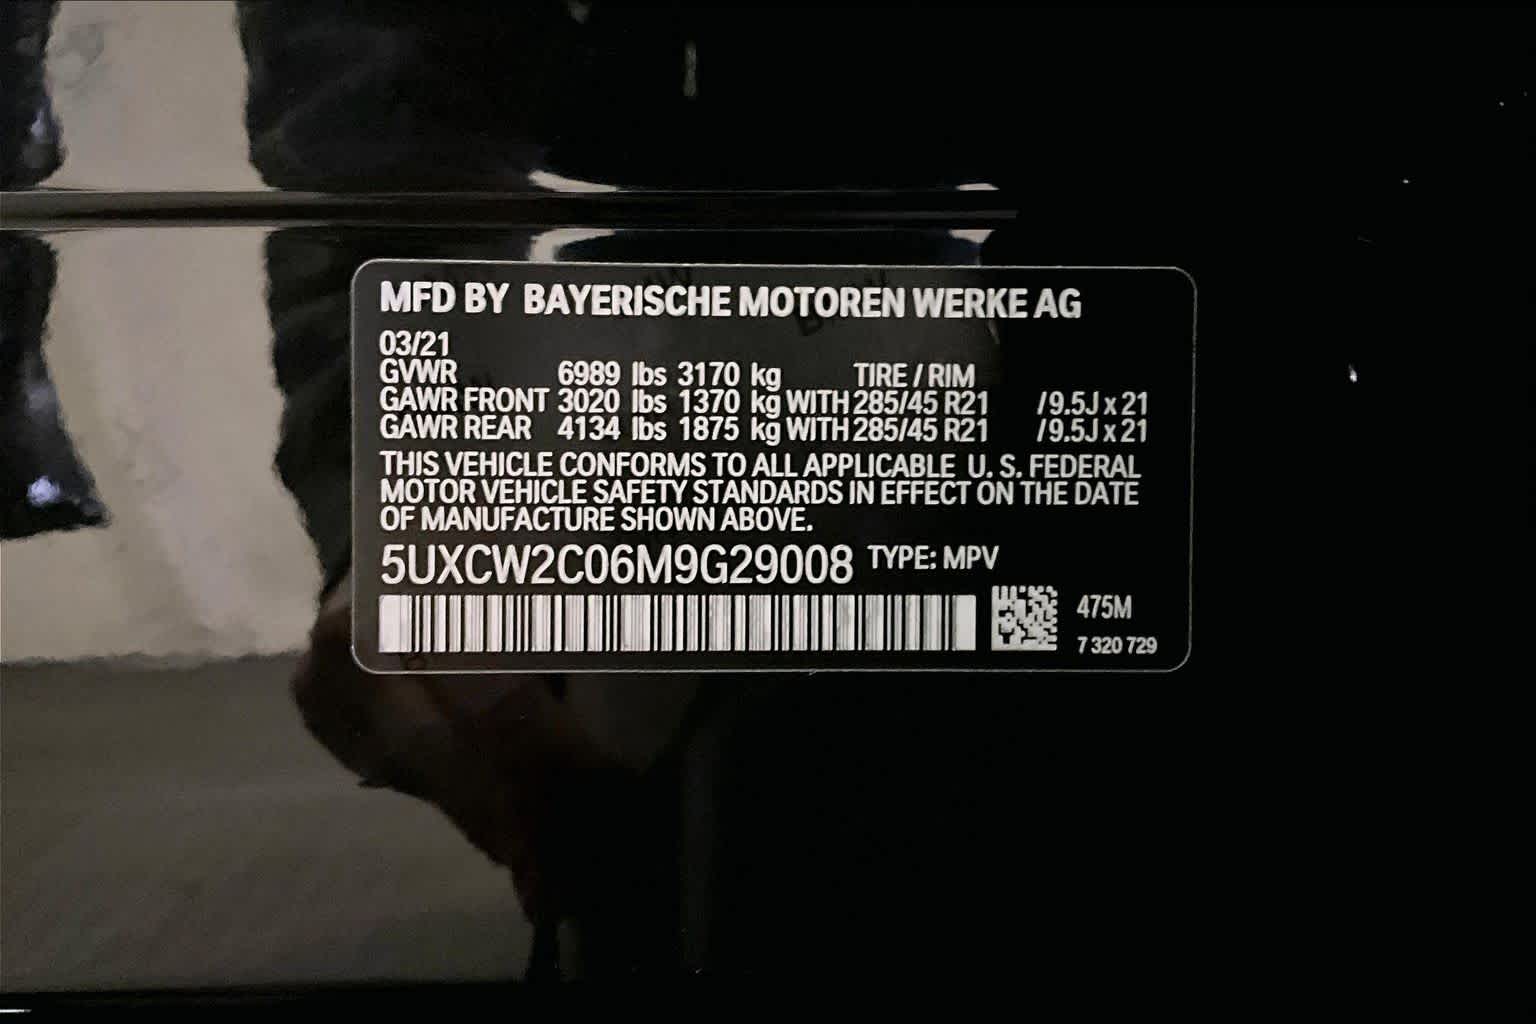 MFD BY BAYERISCHE MOTOREN WERKE AG
03/21
GVWR 6989 lbs 3170 kg TIRE / RIM
GAWR FRONT 3020 lbs 1370 kg WITH 285/45 R21 / 9.5J x 21
GAWR REAR 4134 lbs 1875 kg WITH 285/45 R21 / 9.5J x 21
THIS VEHICLE CONFORMS TO ALL APPLICABLE U. S. FEDERAL
MOTOR VEHICLE SAFETY STANDARDS IN EFFECT ON THE DATE
OF MANUFACTURE SHOWN ABOVE.
5UXCW2C06M9G29008 TYPE: MPV
475M
7 320 729